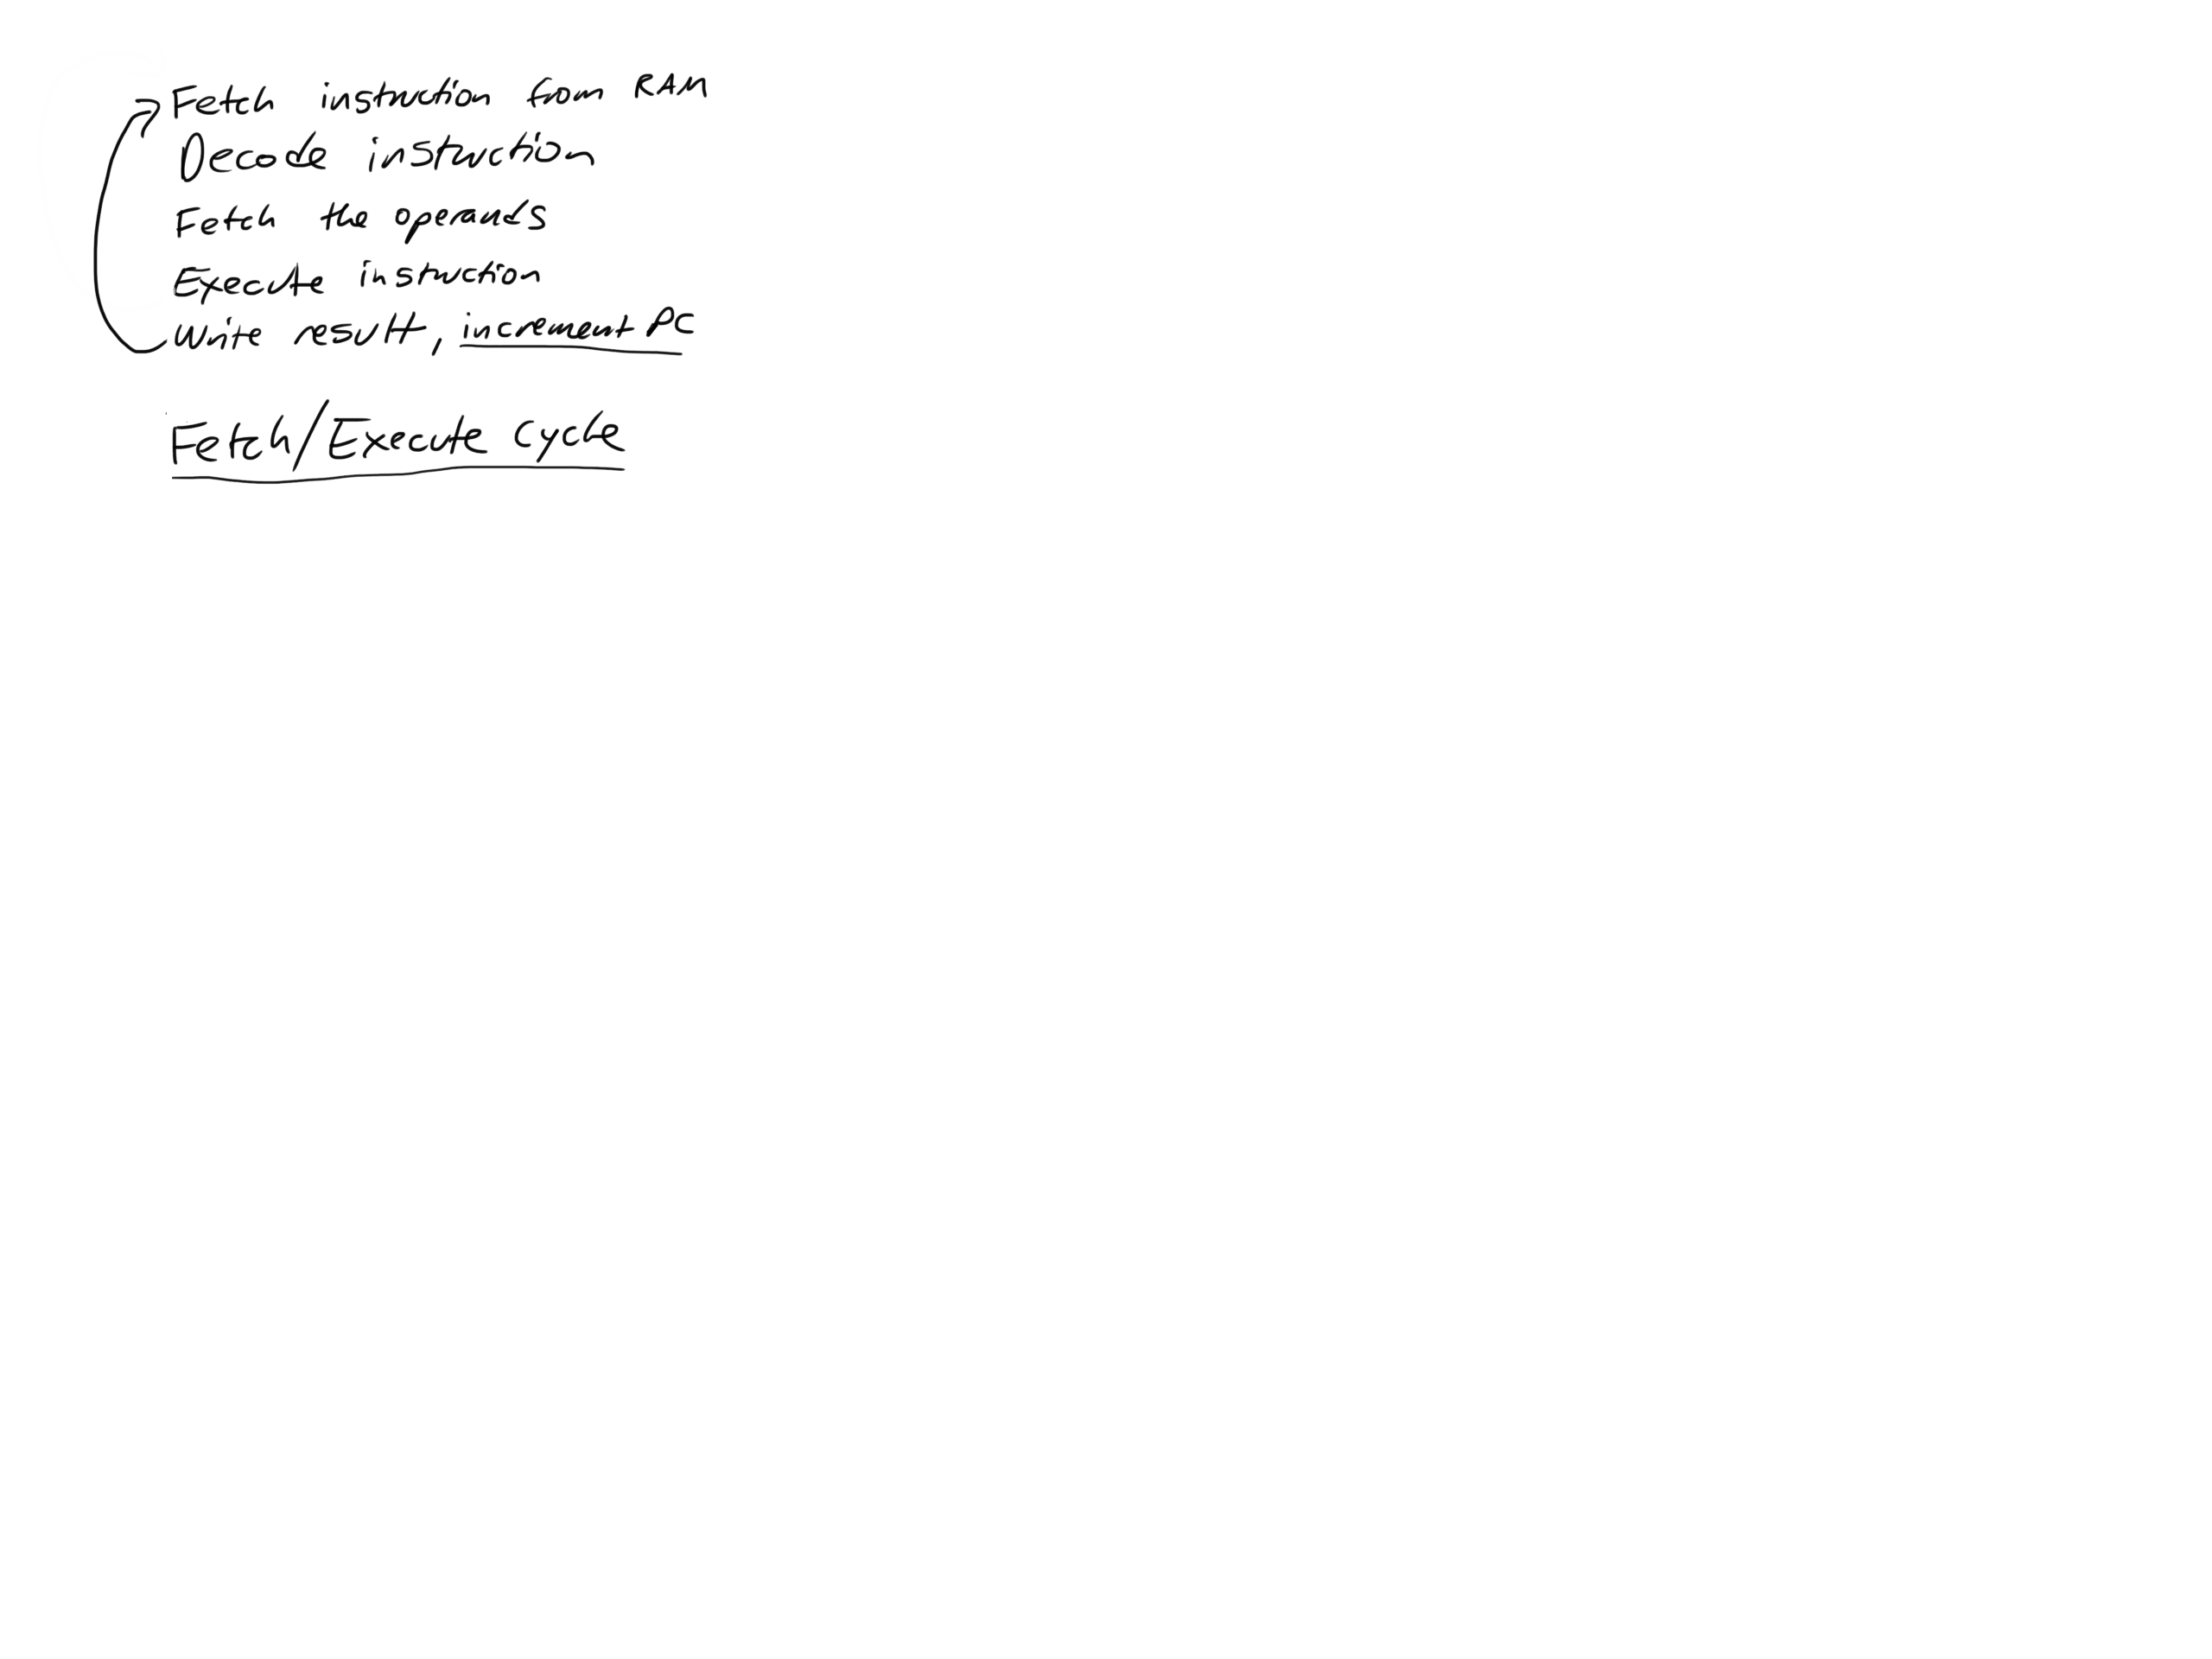 Fetch instruction from RAM
Decode instruction
Fetch the operands
Execute instruction
Write result, increment PC
Fetch/Execute cycle